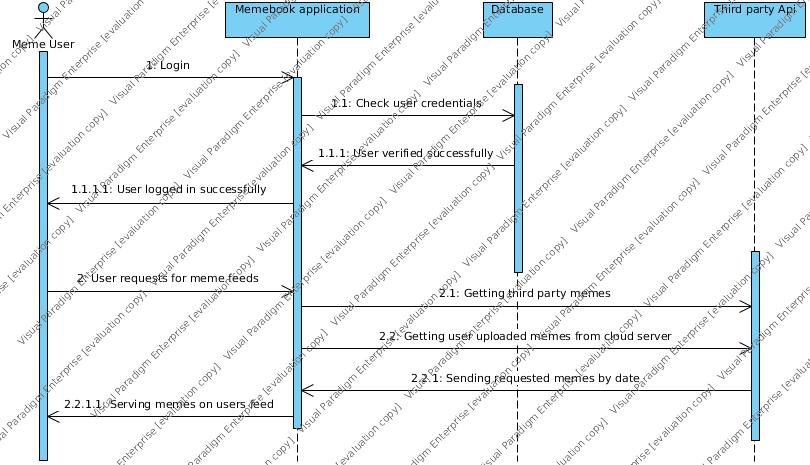 Memebook application
Database
Third party Api
Meme User
1: Login
1.1: Check user credentials
1.1.1: User verified successfully
1.1.1.1: User logged in successfully
2: User requests for meme feeds
2.1: Getting third party memes
2.2: Getting user uploaded memes from cloud server
2.2.1: Sending requested memes by date
2.2.1.1: Serving memes on users feed
Visual Paradigm Enterprise [evaluation copy]